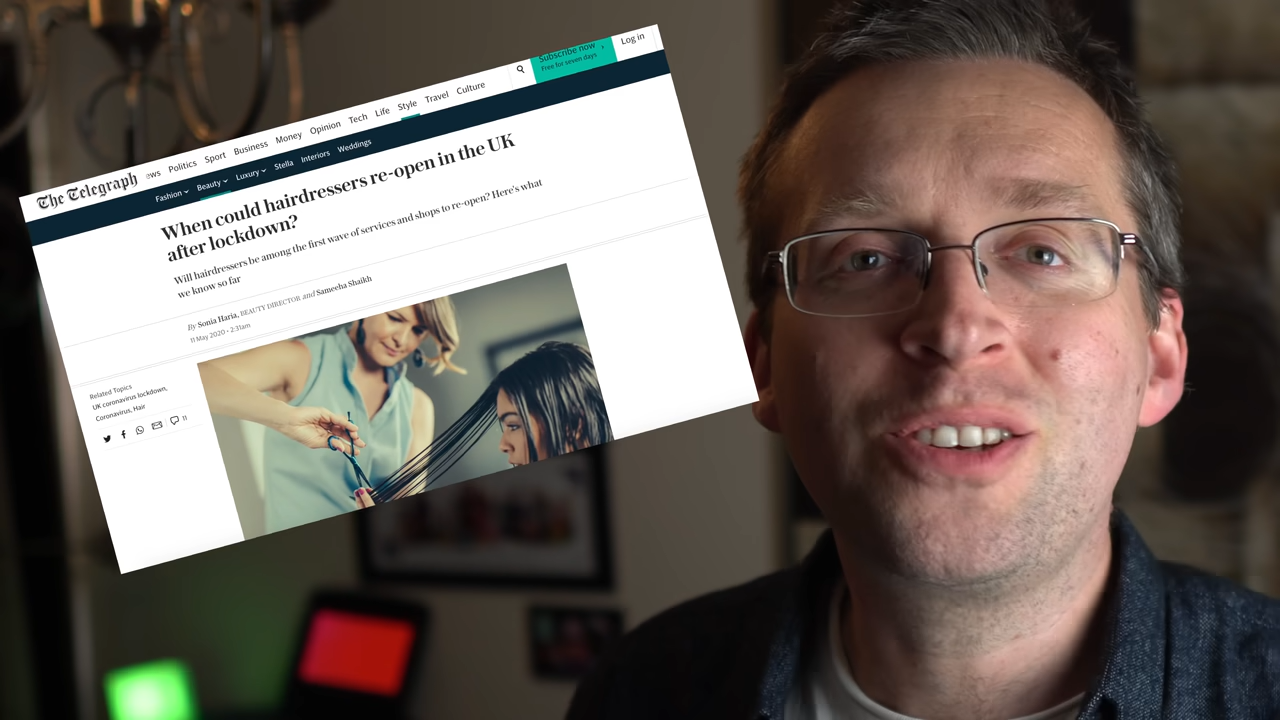 Subscribe now
Free for seven days
Log in
The Telegraph
ews Politics Sport Business Money Opinion Tech Life Style Travel Culture
Fashion Beauty Luxury Stella Interiors Weddings
When could hairdressers re-open in the UK
after lockdown?
Will hairdressers be among the first wave of services and shops to re-open? Here's what
we know so far
By Sonia Haria, BEAUTY DIRECTOR and Sameeha Shaikh
11 May 2020 • 2:31am
Related Topics
UK coronavirus lockdown,
Coronavirus, Hair
11